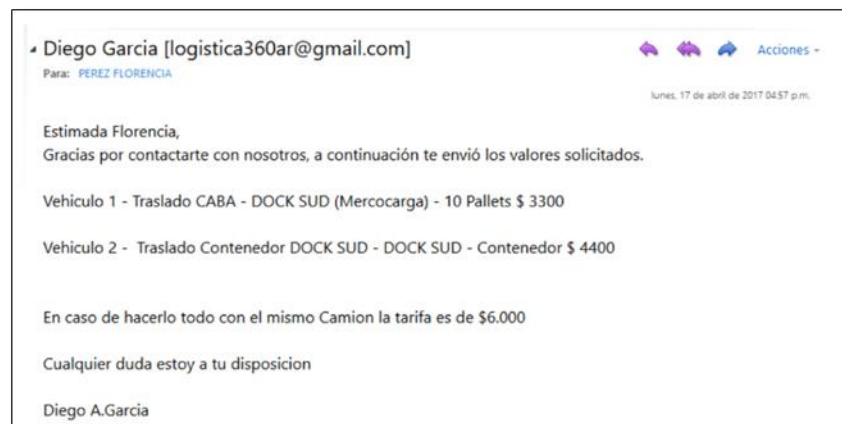 Diego Garcia [logistica360ar@gmail.com]
Acciones
Para: PEREZ FLORENCIA
lunes, 17 de abril de 2017 04:57 p.m.
Estimada Florencia,
Gracias por contactarte con nosotros, a continuación te envió los valores solicitados.
Vehiculo 1 - Traslado CABA - DOCK SUD (Mercocarga) - 10 Pallets $ 3300
Vehiculo 2 - Traslado Contenedor DOCK SUD - DOCK SUD - Contenedor $ 4400
En caso de hacerlo todo con el mismo Camion la tarifa es de $6.000
Cualquier duda estoy a tu disposicion
Diego A.Garcia